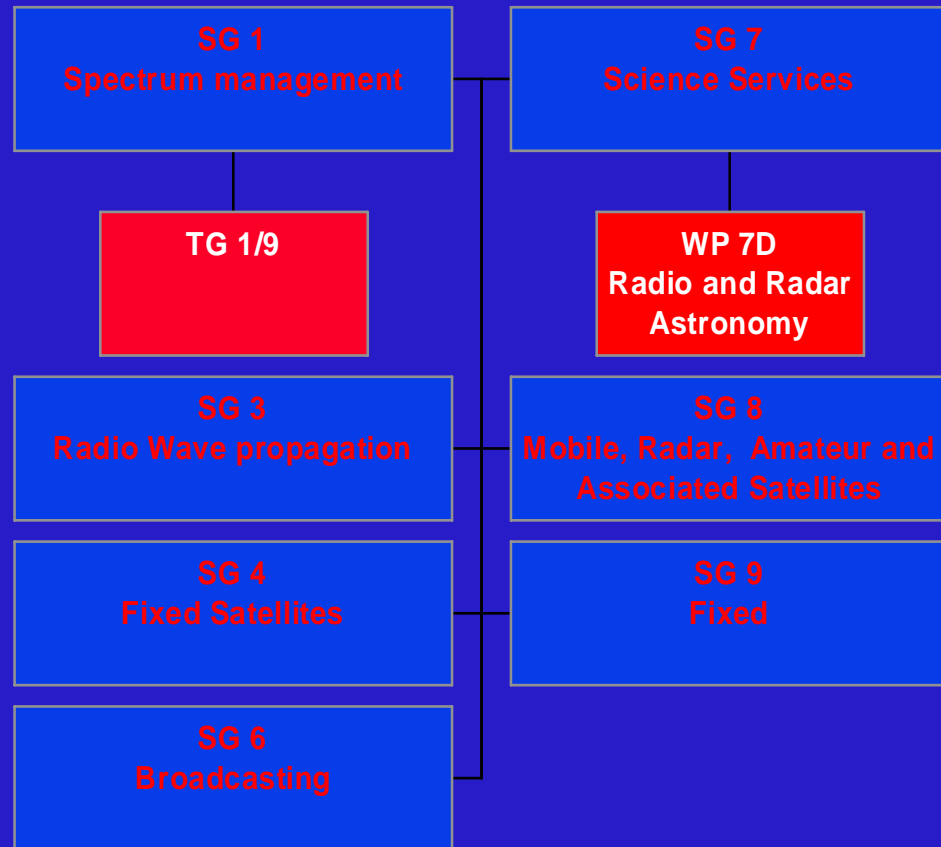 SG 1
Spectrum management
SG 7
Science Services
TG 1/9
WP 7D
Radio and Radar
Astronomy
SG 3
Radio Wave propagation
SG 8
Mobile, Radar, Amateur and
Associated Satellites
SG 4
Fixed Satellites
SG 9
Fixed
SG 6
Broadcasting